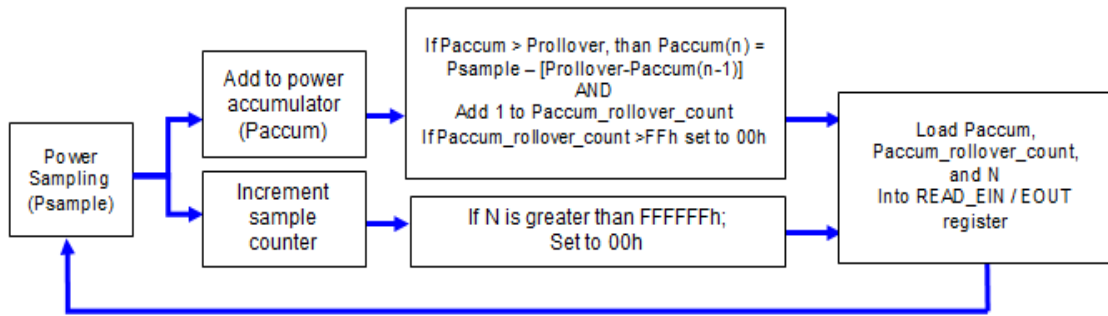 Power
Sampling
(Psample)
Add to power
accumulator
(Paccum)
If Paccum > Prollover, than Paccum(n) =
Psample – [Prollover-Paccum(n-1)]
AND
Add 1 to Paccum_rollover_count
If Paccum_rollover_count >FFh set to 00h
Increment
sample
counter
If N is greater than FFFFFFh;
Set to 00h
Load Paccum,
Paccum_rollover_count,
and N
Into READ_EIN / EOUT
register